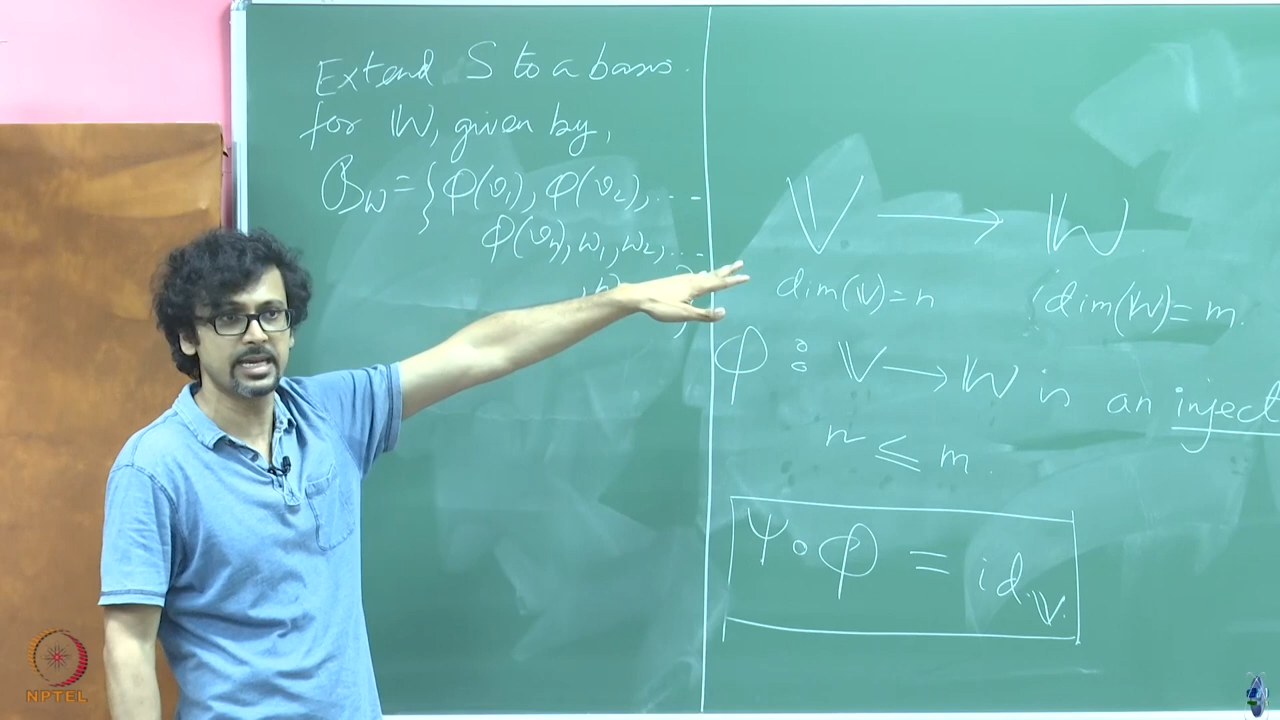 Extend S to a basis.
for 𝕎, given by,
B_W = { φ(v₁), φ(v₂), ...
φ(vₙ), w₁, w₂, ...
𝕍 ⟶ 𝕎.
dim(𝕍) = n
dim(𝕎) = m.
φ : 𝕍 ⟶ 𝕎 is an inject
n ≤ m.
Ψ ∘ φ = id_𝕍.
NPTEL